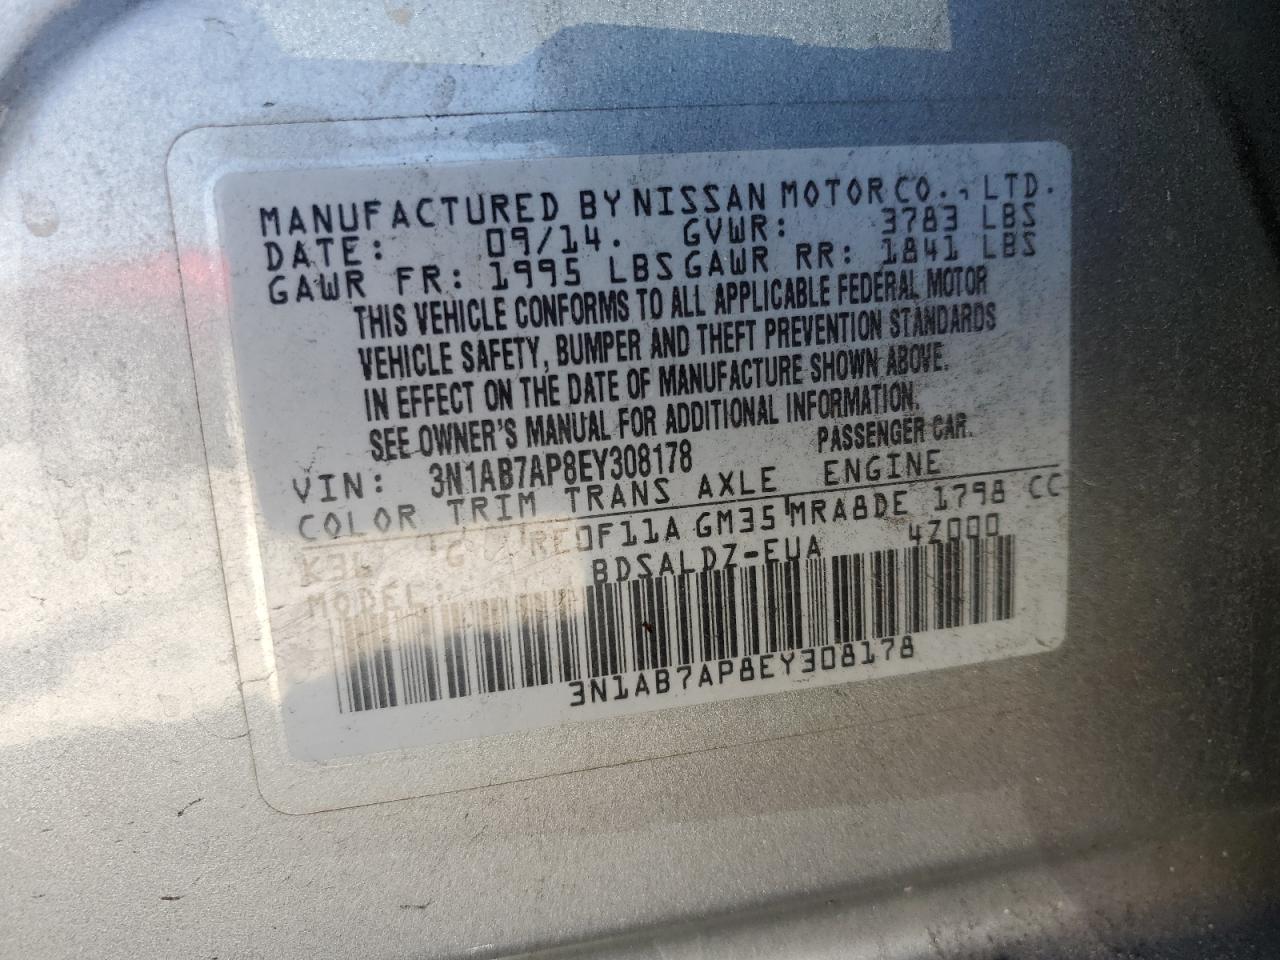 MANUFACTURED BY NISSAN MOTOR CO., LTD.
DATE: 09/14. GVWR: 3783 LBS
GAWR FR: 1995 LBS GAWR RR: 1841 LBS
THIS VEHICLE CONFORMS TO ALL APPLICABLE FEDERAL MOTOR
VEHICLE SAFETY, BUMPER AND THEFT PREVENTION STANDARDS
IN EFFECT ON THE DATE OF MANUFACTURE SHOWN ABOVE.
SEE OWNER'S MANUAL FOR ADDITIONAL INFORMATION.
VIN: 3N1AB7AP8EY308178 PASSENGER CAR.
COLOR TRIM TRANS AXLE ENGINE
RE0F11A GM35 MRA8DE 1798 CC
MODEL: BDSALDZ-EUA 4Z000
3N1AB7AP8EY308178